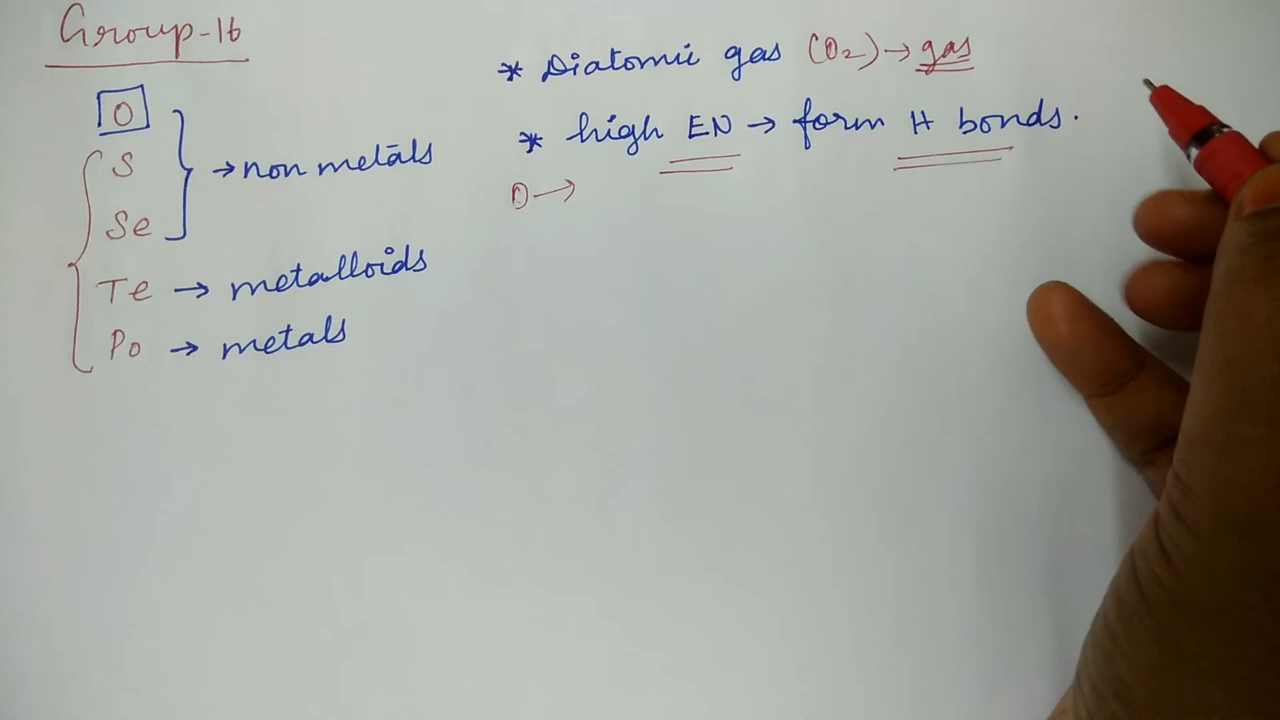 Group-16
O
S
Se
→ non metals
Te → metalloids
Po → metals
* Diatomic gas (O2) → gas
* high EN → form H bonds.
O →